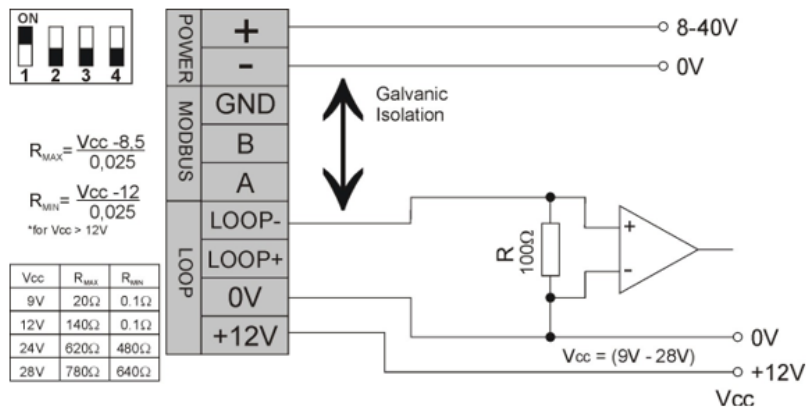 ON
1 2 3 4
POWER
+
-
8-40V
0V
MODBUS
GND
B
A
Galvanic
Isolation
RMAX= Vcc -8,5
0,025
RMIN= Vcc -12
0,025
*for Vcc > 12V
LOOP
LOOP-
LOOP+
0V
+12V
R
100Ω
+
-
Vcc RMAX RMIN
9V 20Ω 0.1Ω
12V 140Ω 0.1Ω
24V 620Ω 480Ω
28V 780Ω 640Ω
0V
Vcc = (9V - 28V)
+12V
Vcc